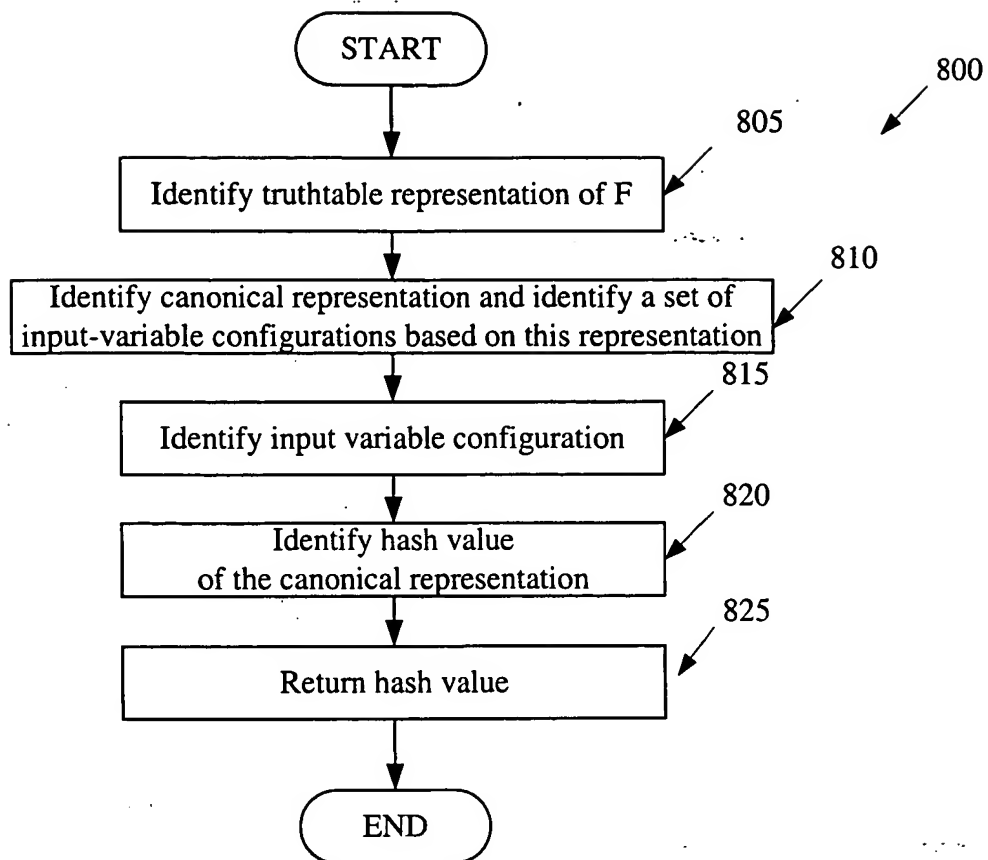 START
800
805
Identify truthtable representation of F
810
Identify canonical representation and identify a set of
input-variable configurations based on this representation
815
Identify input variable configuration
820
Identify hash value
of the canonical representation
825
Return hash value
END